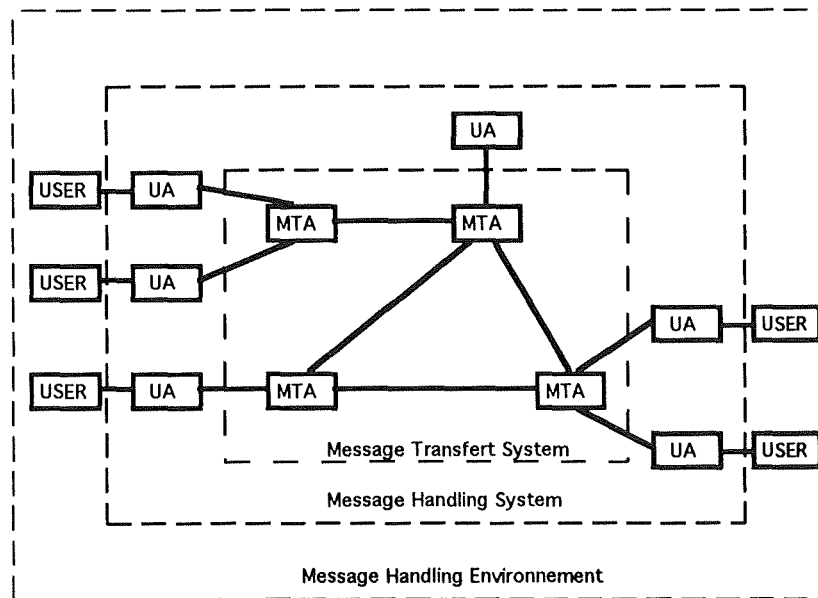 UA
USER
UA
MTA
MTA
USER
UA
UA
USER
USER
UA
MTA
MTA
Message Transfert System
UA
USER
Message Handling System
Message Handling Environnement